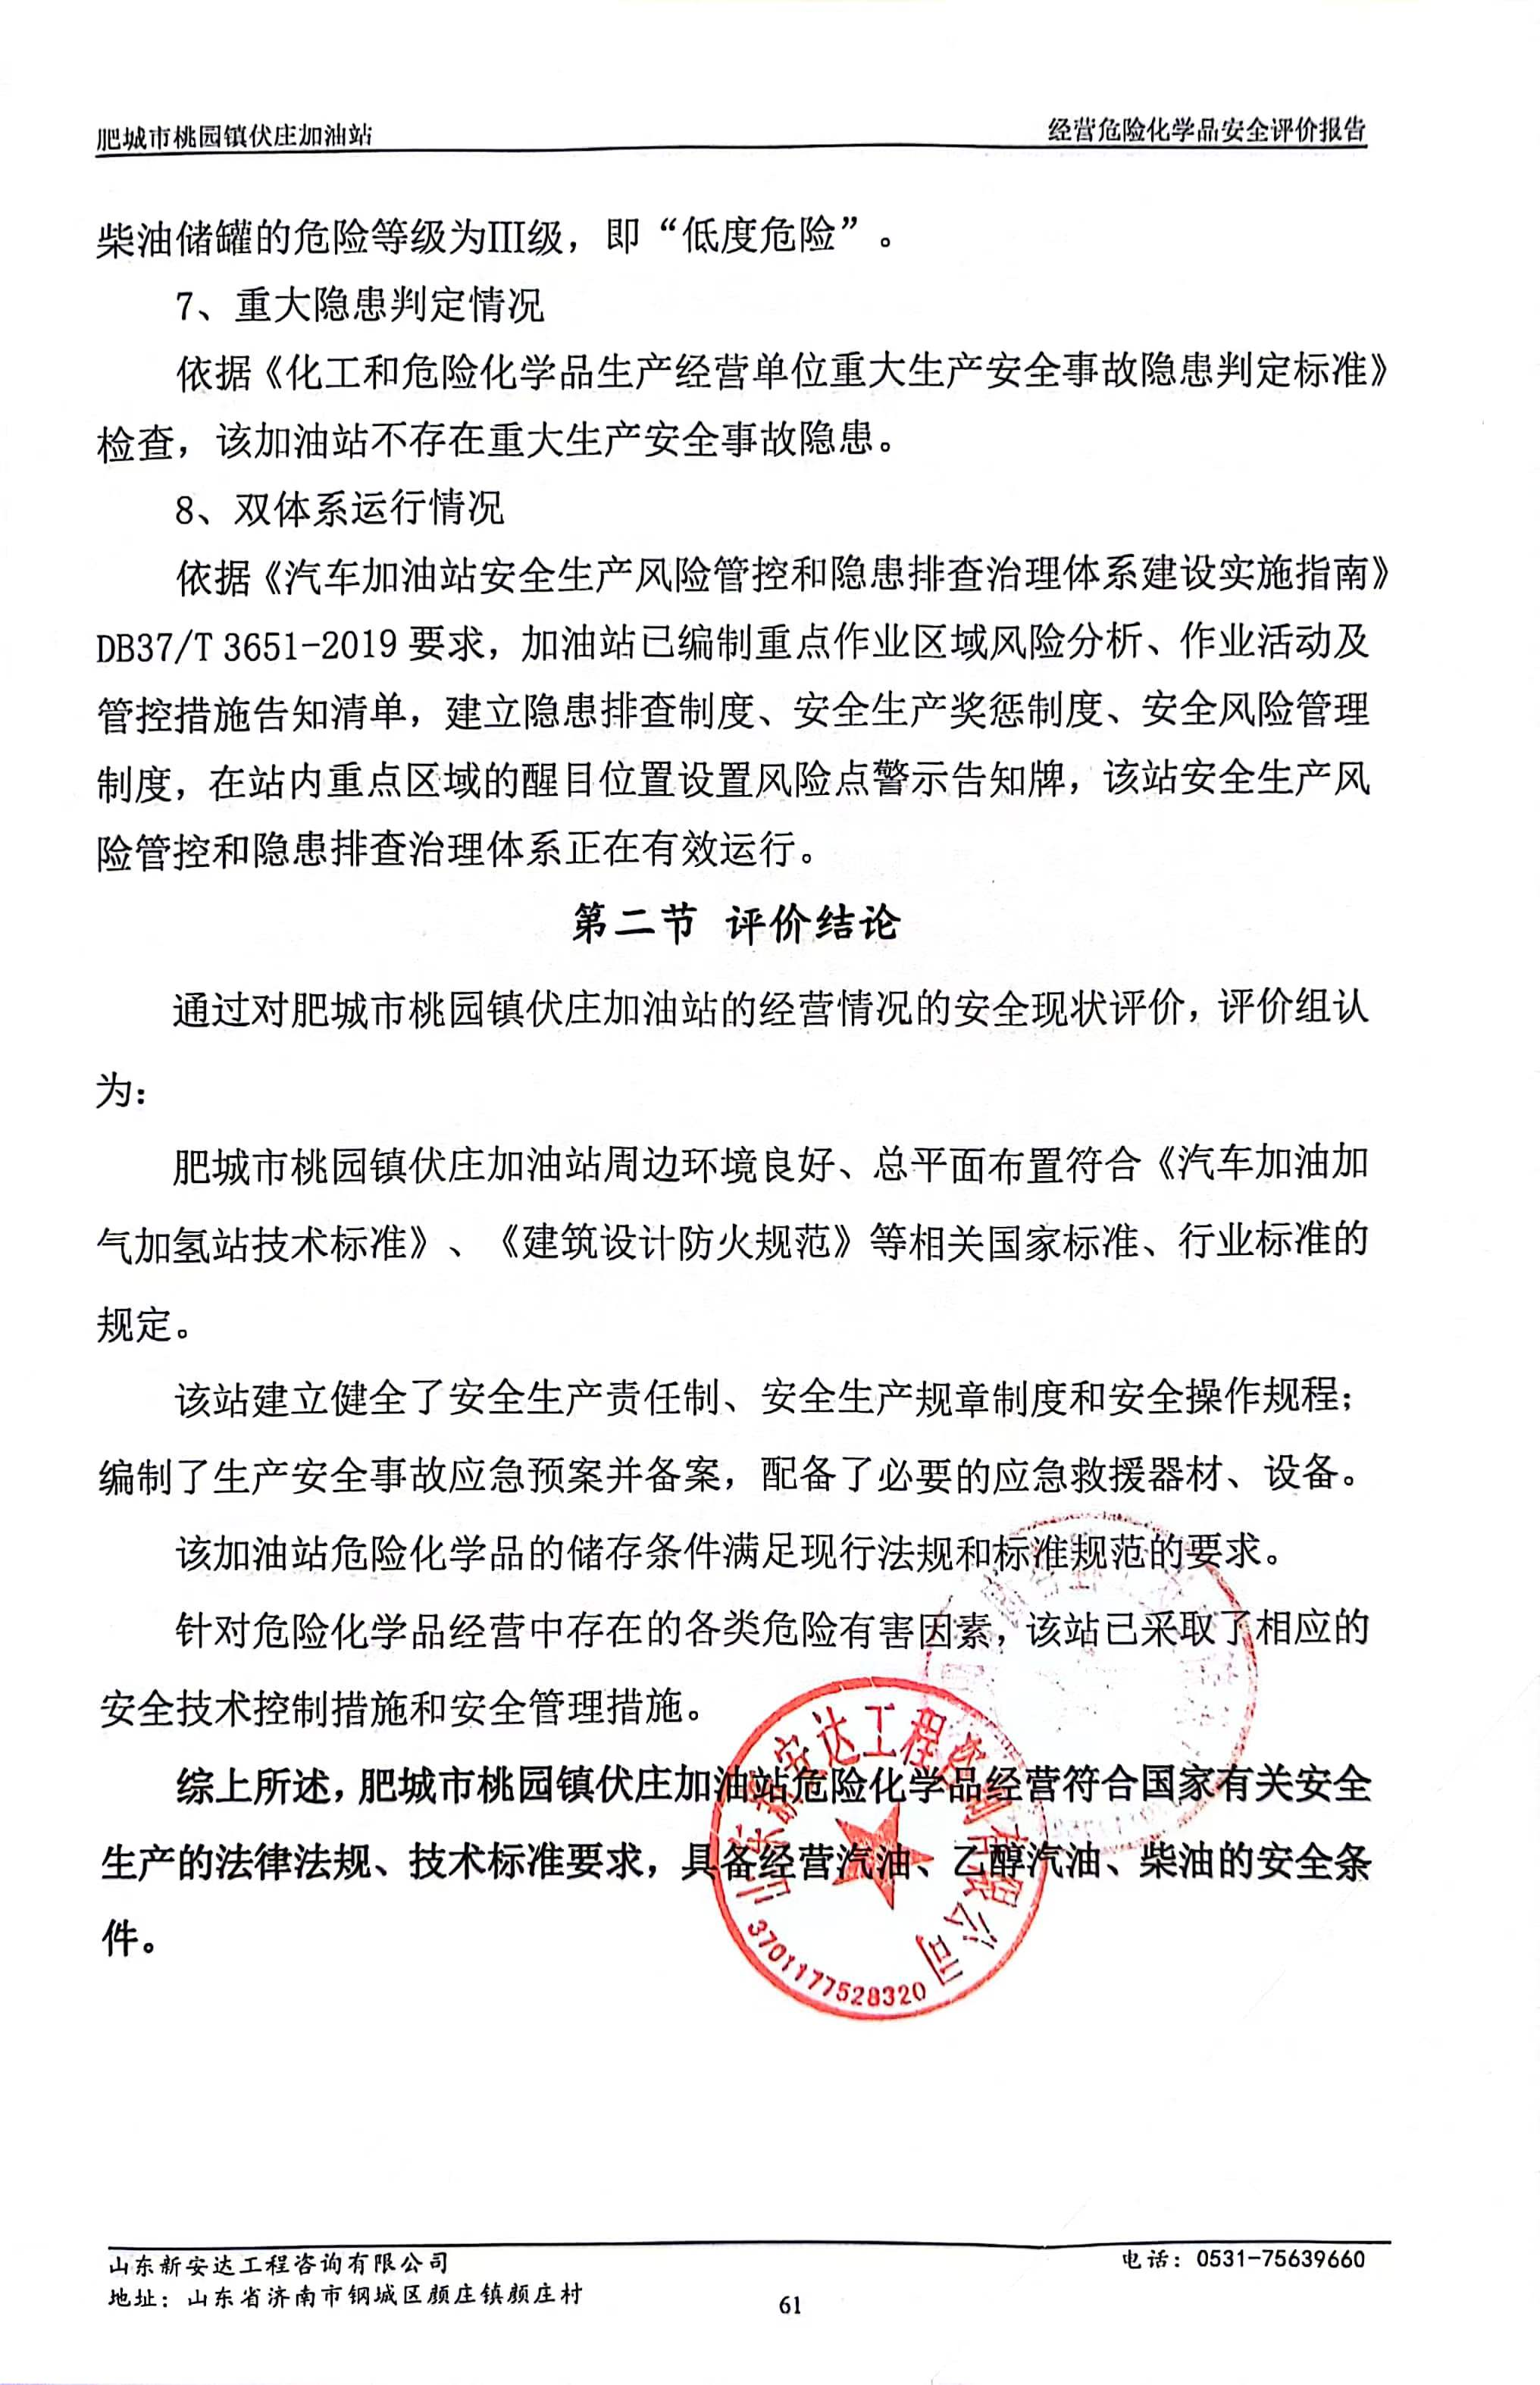 肥城市桃园镇伏庄加油站
经营危险化学品安全评价报告
柴油储罐的危险等级为III级，即“低度危险”。
7、重大隐患判定情况
依据《化工和危险化学品生产经营单位重大生产安全事故隐患判定标准》
检查，该加油站不存在重大生产安全事故隐患。
8、双体系运行情况
依据《汽车加油站安全生产风险管控和隐患排查治理体系建设实施指南》
DB37/T 3651-2019 要求，加油站已编制重点作业区域风险分析、作业活动及
管控措施告知清单，建立隐患排查制度、安全生产奖惩制度、安全风险管理
制度，在站内重点区域的醒目位置设置风险点警示告知牌，该站安全生产风
险管控和隐患排查治理体系正在有效运行。
第二节 评价结论
通过对肥城市桃园镇伏庄加油站的经营情况的安全现状评价，评价组认
为：
肥城市桃园镇伏庄加油站周边环境良好、总平面布置符合《汽车加油加
气加氢站技术标准》、《建筑设计防火规范》等相关国家标准、行业标准的
规定。
该站建立健全了安全生产责任制、安全生产规章制度和安全操作规程；
编制了生产安全事故应急预案并备案，配备了必要的应急救援器材、设备。
该加油站危险化学品的储存条件满足现行法规和标准规范的要求。
针对危险化学品经营中存在的各类危险有害因素，该站已采取了相应的
安全技术控制措施和安全管理措施。
综上所述，肥城市桃园镇伏庄加油站危险化学品经营符合国家有关安全
生产的法律法规、技术标准要求，具备经营汽油、乙醇汽油、柴油的安全条
件。
山东新安达工程咨询有限公司
3701177528320
山东新安达工程咨询有限公司
电话：0531-75639660
地址：山东省济南市钢城区颜庄镇颜庄村
61